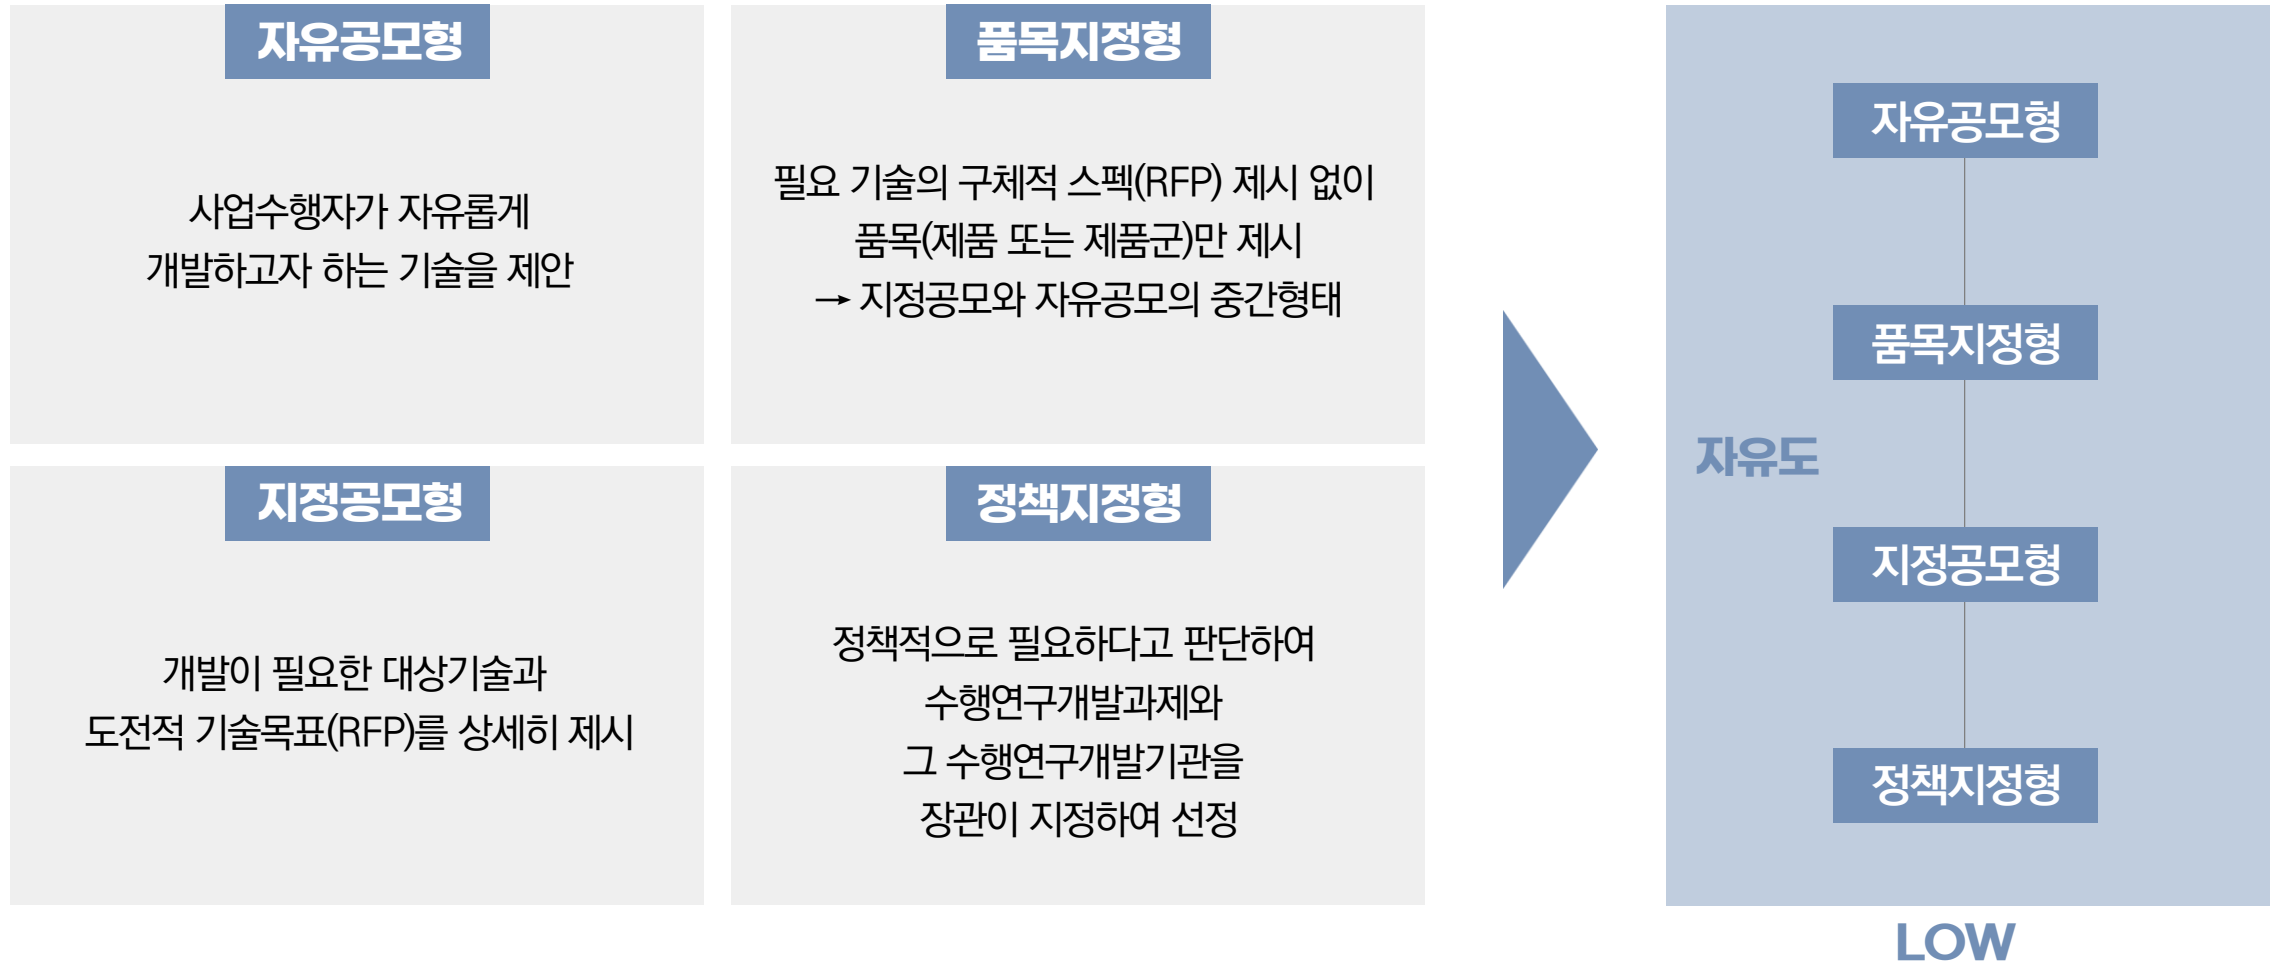 자유공모형
사업수행자가 자유롭게
개발하고자 하는 기술을 제안
품목지정형
필요 기술의 구체적 스펙(RFP) 제시 없이
품목(제품 또는 제품군)만 제시
→ 지정공모와 자유공모의 중간형태
지정공모형
개발이 필요한 대상기술과
도전적 기술목표(RFP)를 상세히 제시
정책지정형
정책적으로 필요하다고 판단하여
수행연구개발과제와
그 수행연구개발기관을
장관이 지정하여 선정
자유공모형
품목지정형
자유도
지정공모형
정책지정형
LOW